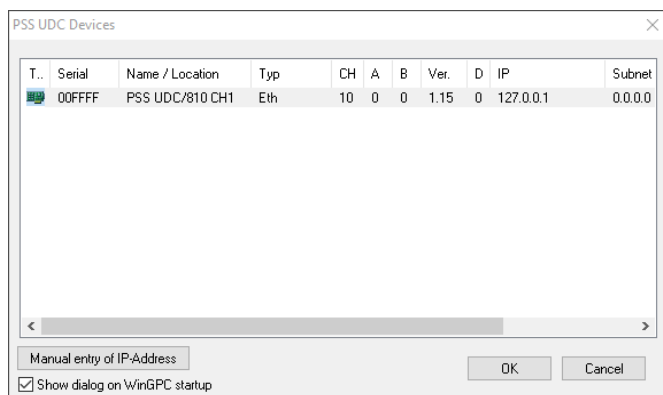 PSS UDC Devices
T.. Serial Name / Location Typ CH A B Ver. D IP Subnet
00FFFF PSS UDC/810 CH1 Eth 10 0 0 1.15 0 127.0.0.1 0.0.0.0
Manual entry of IP-Address
OK Cancel
Show dialog on WinGPC startup